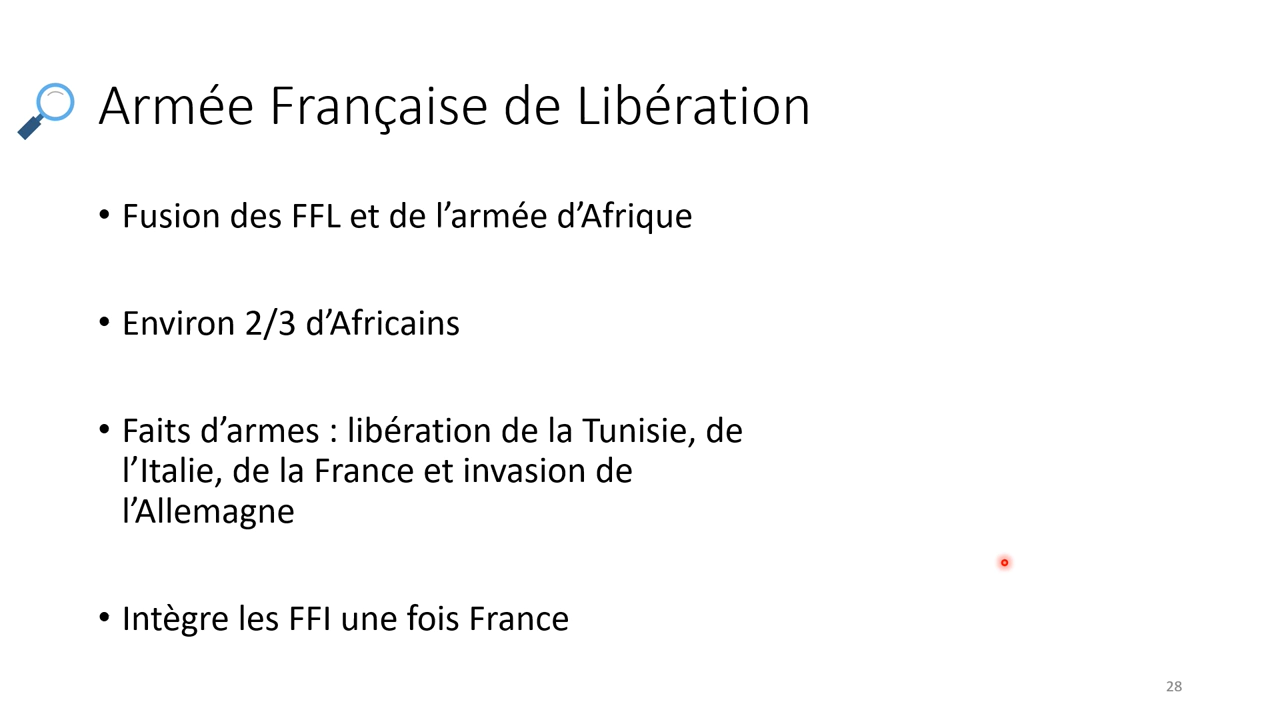 Armée Française de Libération
• Fusion des FFL et de l’armée d’Afrique
• Environ 2/3 d’Africains
• Faits d’armes : libération de la Tunisie, de
l’Italie, de la France et invasion de
l’Allemagne
• Intègre les FFI une fois France
28